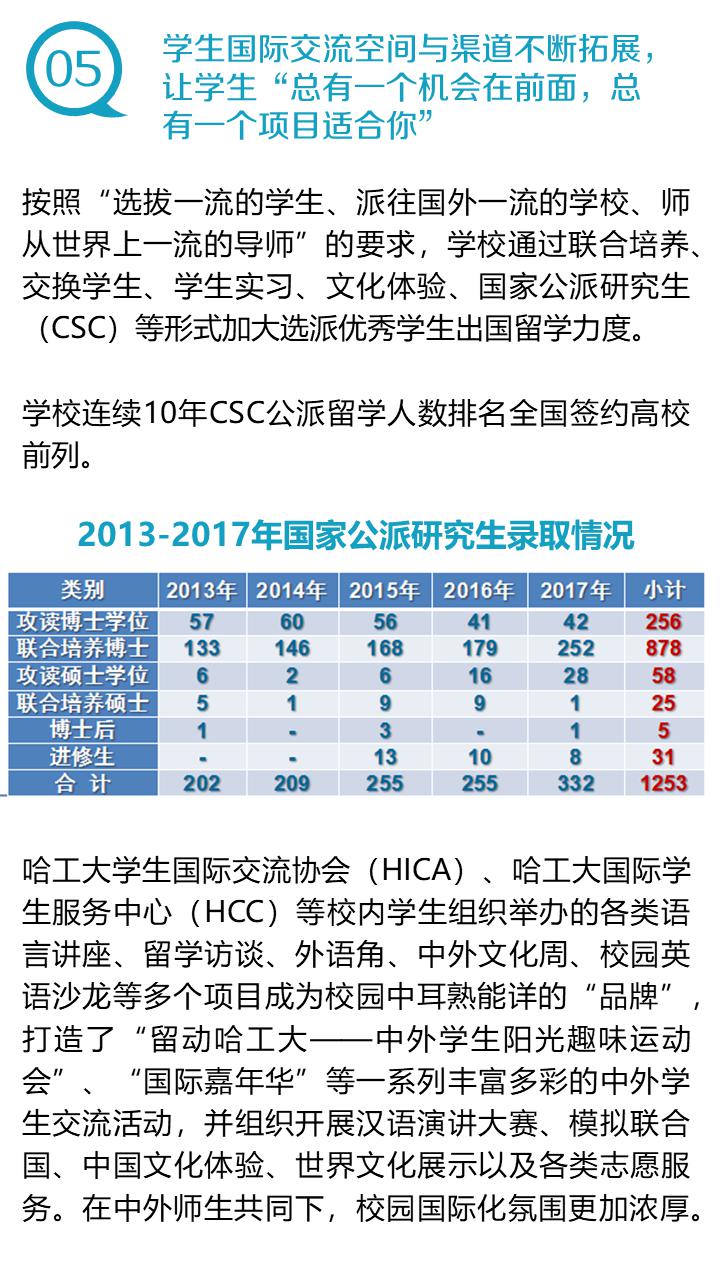 05
学生国际交流空间与渠道不断拓展，
让学生“总有一个机会在前面，总
有一个项目适合你”
按照“选拔一流的学生、派往国外一流的学校、师
从世界上一流的导师”的要求，学校通过联合培养、
交换学生、学生实习、文化体验、国家公派研究生
（CSC）等形式加大选派优秀学生出国留学力度。
学校连续10年CSC公派留学人数排名全国签约高校
前列。
2013-2017年国家公派研究生录取情况
类别 2013年 2014年 2015年 2016年 2017年 小计
攻读博士学位 57 60 56 41 42 256
联合培养博士 133 146 168 179 252 878
攻读硕士学位 6 2 6 16 28 58
联合培养硕士 5 1 9 9 1 25
博士后 1 - 3 - 1 5
进修生 - - 13 10 8 31
合 计 202 209 255 255 332 1253
哈工大学生国际交流协会（HICA）、哈工大国际学
生服务中心（HCC）等校内学生组织举办的各类语
言讲座、留学访谈、外语角、中外文化周、校园英
语沙龙等多个项目成为校园中耳熟能详的“品牌”，
打造了“留动哈工大——中外学生阳光趣味运动
会”、“国际嘉年华”等一系列丰富多彩的中外学
生交流活动，并组织开展汉语演讲大赛、模拟联合
国、中国文化体验、世界文化展示以及各类志愿服
务。在中外师生共同下，校园国际化氛围更加浓厚。